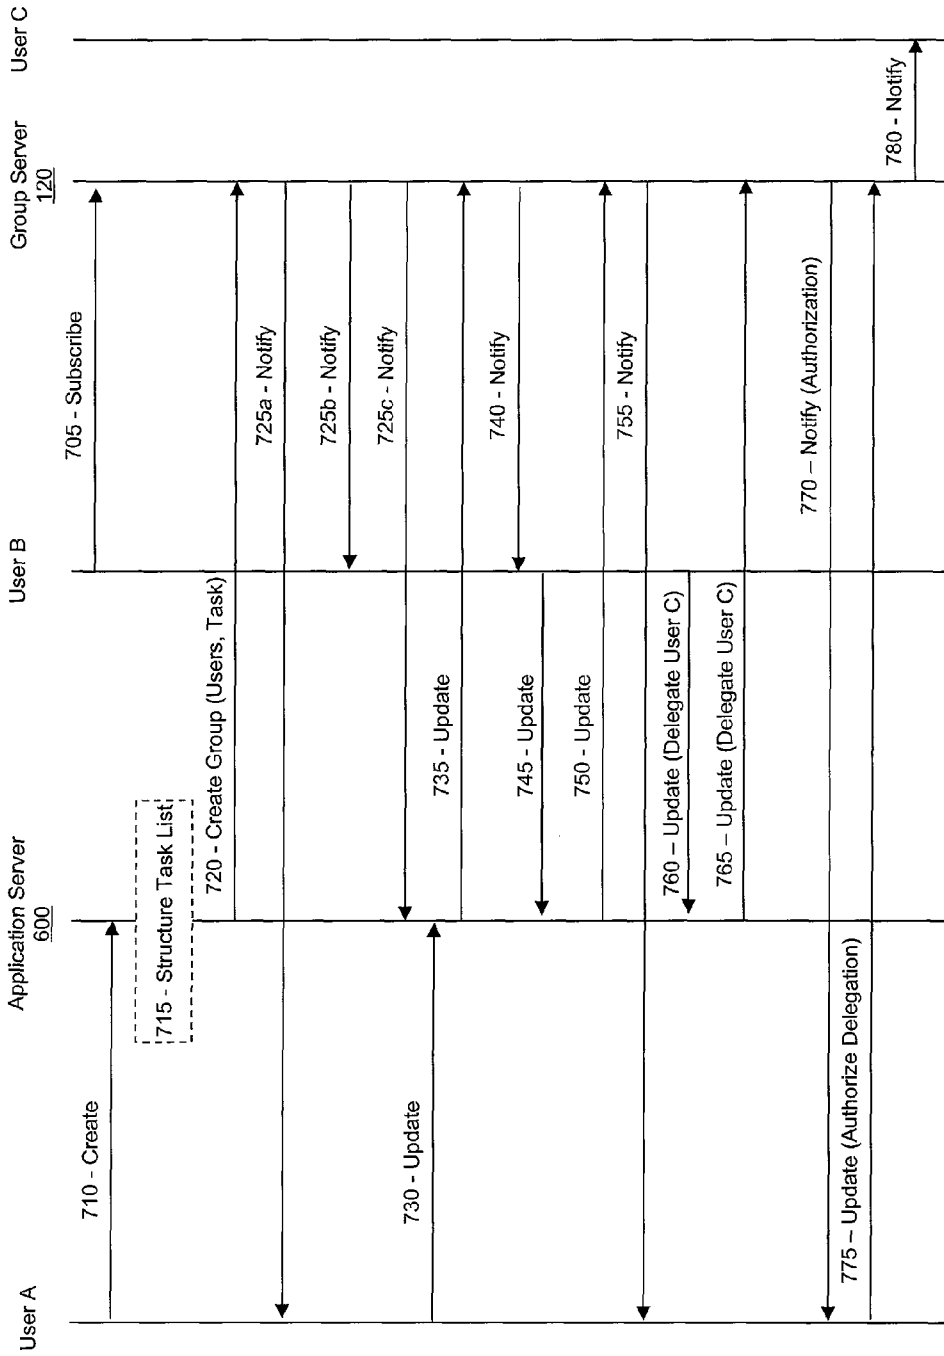 User A
Application Server
600
User B
Group Server
120
User C
705 - Subscribe
710 - Create
715 - Structure Task List
720 - Create Group (Users, Task)
725a - Notify
725b - Notify
725c - Notify
730 - Update
735 - Update
740 - Notify
745 - Update
750 - Update
755 - Notify
760 – Update (Delegate User C)
765 – Update (Delegate User C)
770 – Notify (Authorization)
775 – Update (Authorize Delegation)
780 - Notify